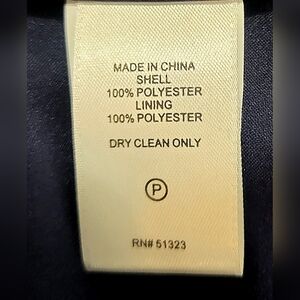 MADE IN CHINA
SHELL
100% POLYESTER
LINING
100% POLYESTER
DRY CLEAN ONLY
P
RN# 51323